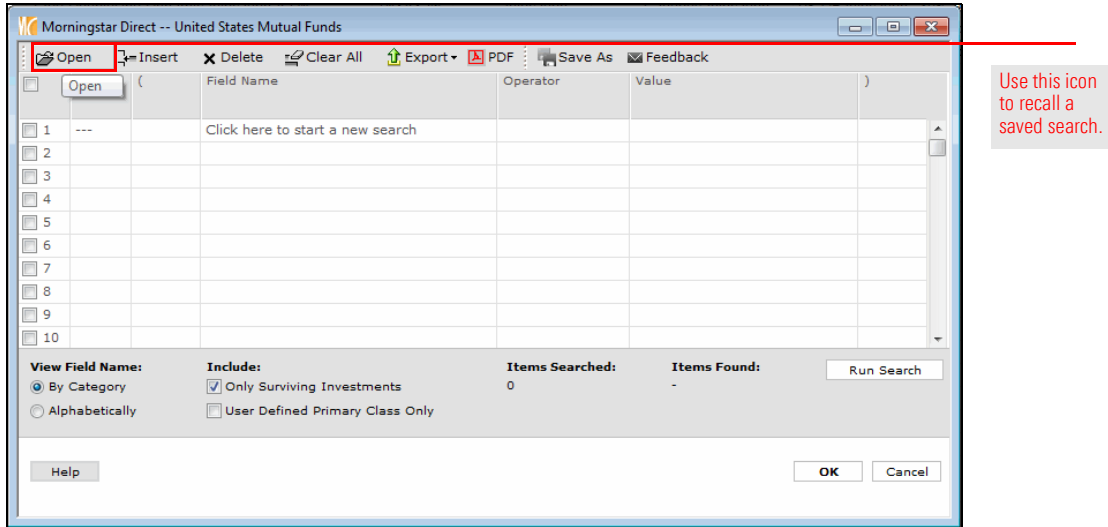 Morningstar Direct -- United States Mutual Funds
Open Insert Delete Clear All Export PDF Save As Feedback
Open ( Field Name Operator Value )
1 --- Click here to start a new search
2
3
4
5
6
7
8
9
10
View Field Name: Include: Items Searched: Items Found: Run Search
By Category Only Surviving Investments 0 -
Alphabetically User Defined Primary Class Only
Help OK Cancel
Use this icon
to recall a
saved search.